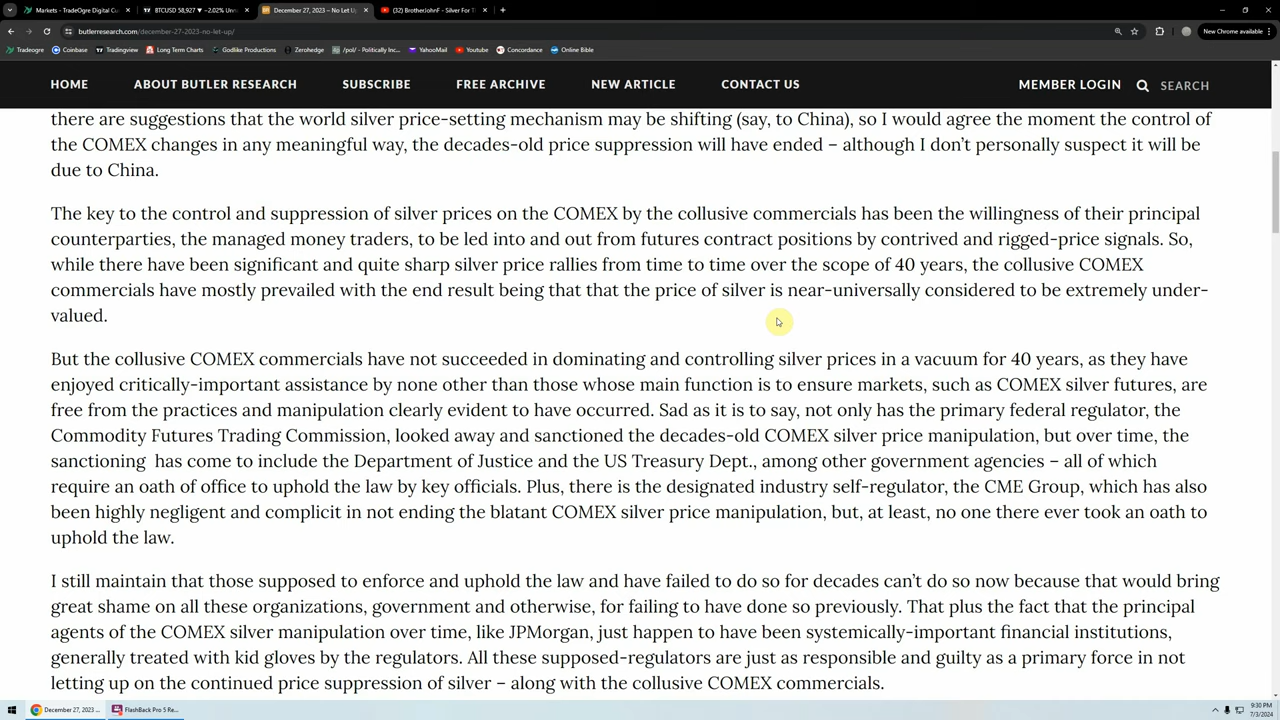 Markets - TradeOgre Digital Cu
BTCUSD 58,927 ▼ −2.02% Unn
December 27, 2023 – No Let U
(32) BrotherJohnF - Silver For T
butlerresearch.com/december-27-2023-no-let-up/
New Chrome available
Tradeogre
Coinbase
Tradingview
Long Term Charts
Godlike Productions
Zerohedge
/pol/ - Politically Inc...
YahooMail
Youtube
Concordance
Online Bible
HOME
ABOUT BUTLER RESEARCH
SUBSCRIBE
FREE ARCHIVE
NEW ARTICLE
CONTACT US
MEMBER LOGIN
SEARCH
there are suggestions that the world silver price-setting mechanism may be shifting (say, to China), so I would agree the moment the control of
the COMEX changes in any meaningful way, the decades-old price suppression will have ended – although I don't personally suspect it will be
due to China.
The key to the control and suppression of silver prices on the COMEX by the collusive commercials has been the willingness of their principal
counterparties, the managed money traders, to be led into and out from futures contract positions by contrived and rigged-price signals. So,
while there have been significant and quite sharp silver price rallies from time to time over the scope of 40 years, the collusive COMEX
commercials have mostly prevailed with the end result being that that the price of silver is near-universally considered to be extremely under-
valued.
But the collusive COMEX commercials have not succeeded in dominating and controlling silver prices in a vacuum for 40 years, as they have
enjoyed critically-important assistance by none other than those whose main function is to ensure markets, such as COMEX silver futures, are
free from the practices and manipulation clearly evident to have occurred. Sad as it is to say, not only has the primary federal regulator, the
Commodity Futures Trading Commission, looked away and sanctioned the decades-old COMEX silver price manipulation, but over time, the
sanctioning  has come to include the Department of Justice and the US Treasury Dept., among other government agencies – all of which
require an oath of office to uphold the law by key officials. Plus, there is the designated industry self-regulator, the CME Group, which has also
been highly negligent and complicit in not ending the blatant COMEX silver price manipulation, but, at least, no one there ever took an oath to
uphold the law.
I still maintain that those supposed to enforce and uphold the law and have failed to do so for decades can't do so now because that would bring
great shame on all these organizations, government and otherwise, for failing to have done so previously. That plus the fact that the principal
agents of the COMEX silver manipulation over time, like JPMorgan, just happen to have been systemically-important financial institutions,
generally treated with kid gloves by the regulators. All these supposed-regulators are just as responsible and guilty as a primary force in not
letting up on the continued price suppression of silver – along with the collusive COMEX commercials.
December 27, 2023 ...
FlashBack Pro 5 Re...
9:30 PM
7/3/2024